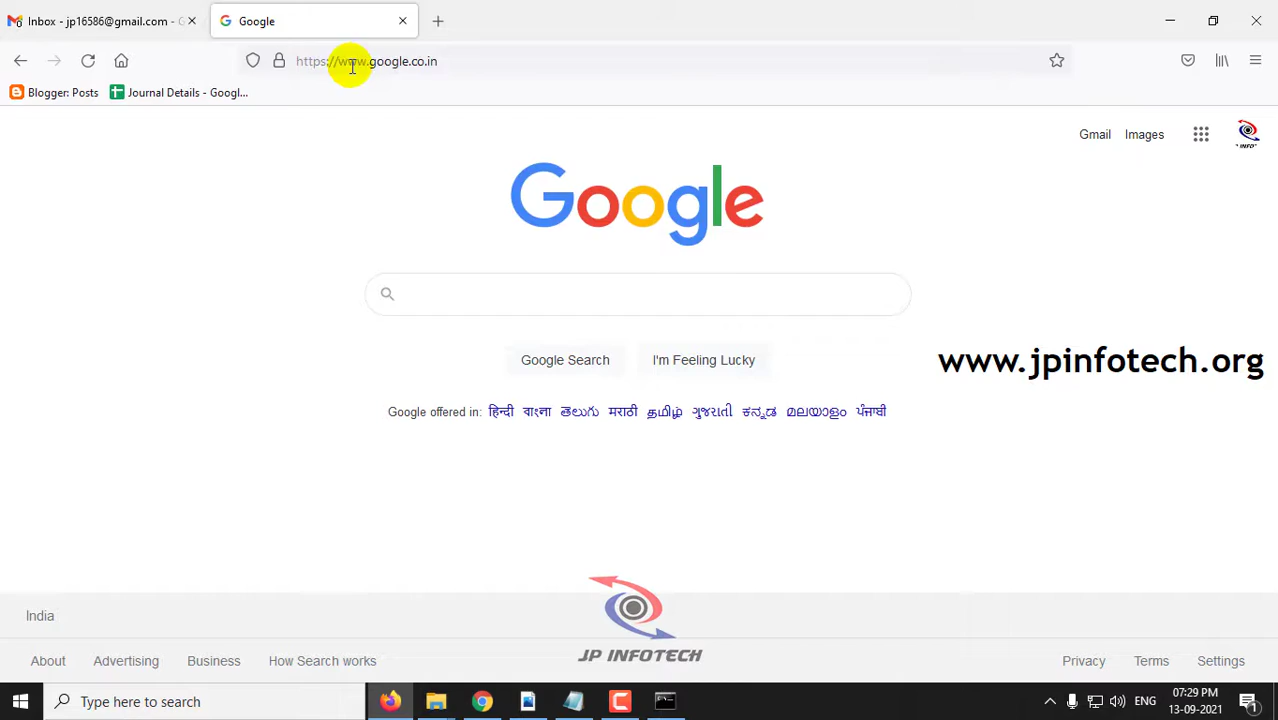 Inbox - jp16586@gmail.com - G
Google
https://www.google.co.in
Blogger: Posts
Journal Details - Googl...
Gmail
Images
"INFO"
Google
Google Search
I'm Feeling Lucky
www.jpinfotech.org
Google offered in: हिन्दी বাংলা తెలుగు मराठी தமிழ் ગુજરાતી ಕನ್ನಡ മലയാളം ਪੰਜਾਬੀ
India
JP INFOTECH
About
Advertising
Business
How Search works
Privacy
Terms
Settings
Type here to search
ENG
07:29 PM
13-09-2021
1